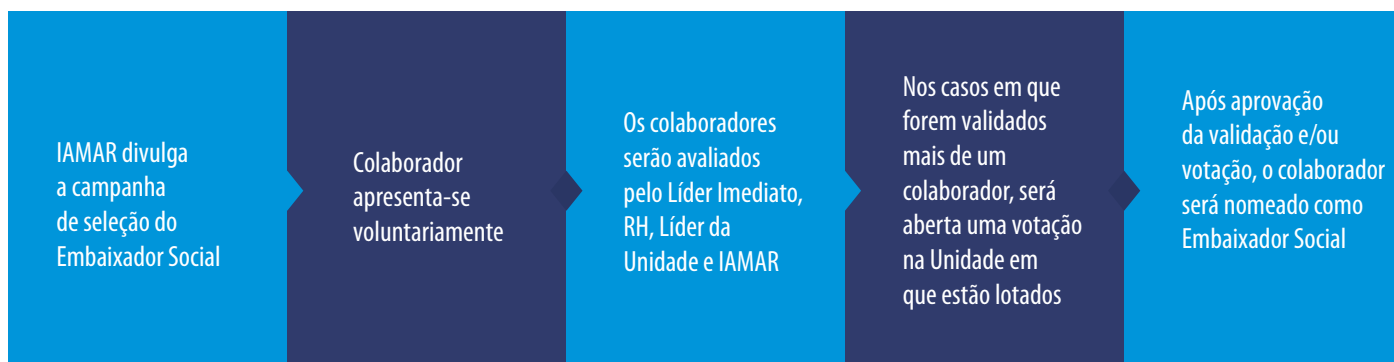 IAMAR divulga
a campanha
de seleção do
Embaixador Social
Colaborador
apresenta-se
voluntariamente
Os colaboradores
serão avaliados
pelo Líder Imediato,
RH, Líder da
Unidade e IAMAR
Nos casos em que
forem validados
mais de um
colaborador, será
aberta uma votação
na Unidade em
que estão lotados
Após aprovação
da validação e/ou
votação, o colaborador
será nomeado como
Embaixador Social